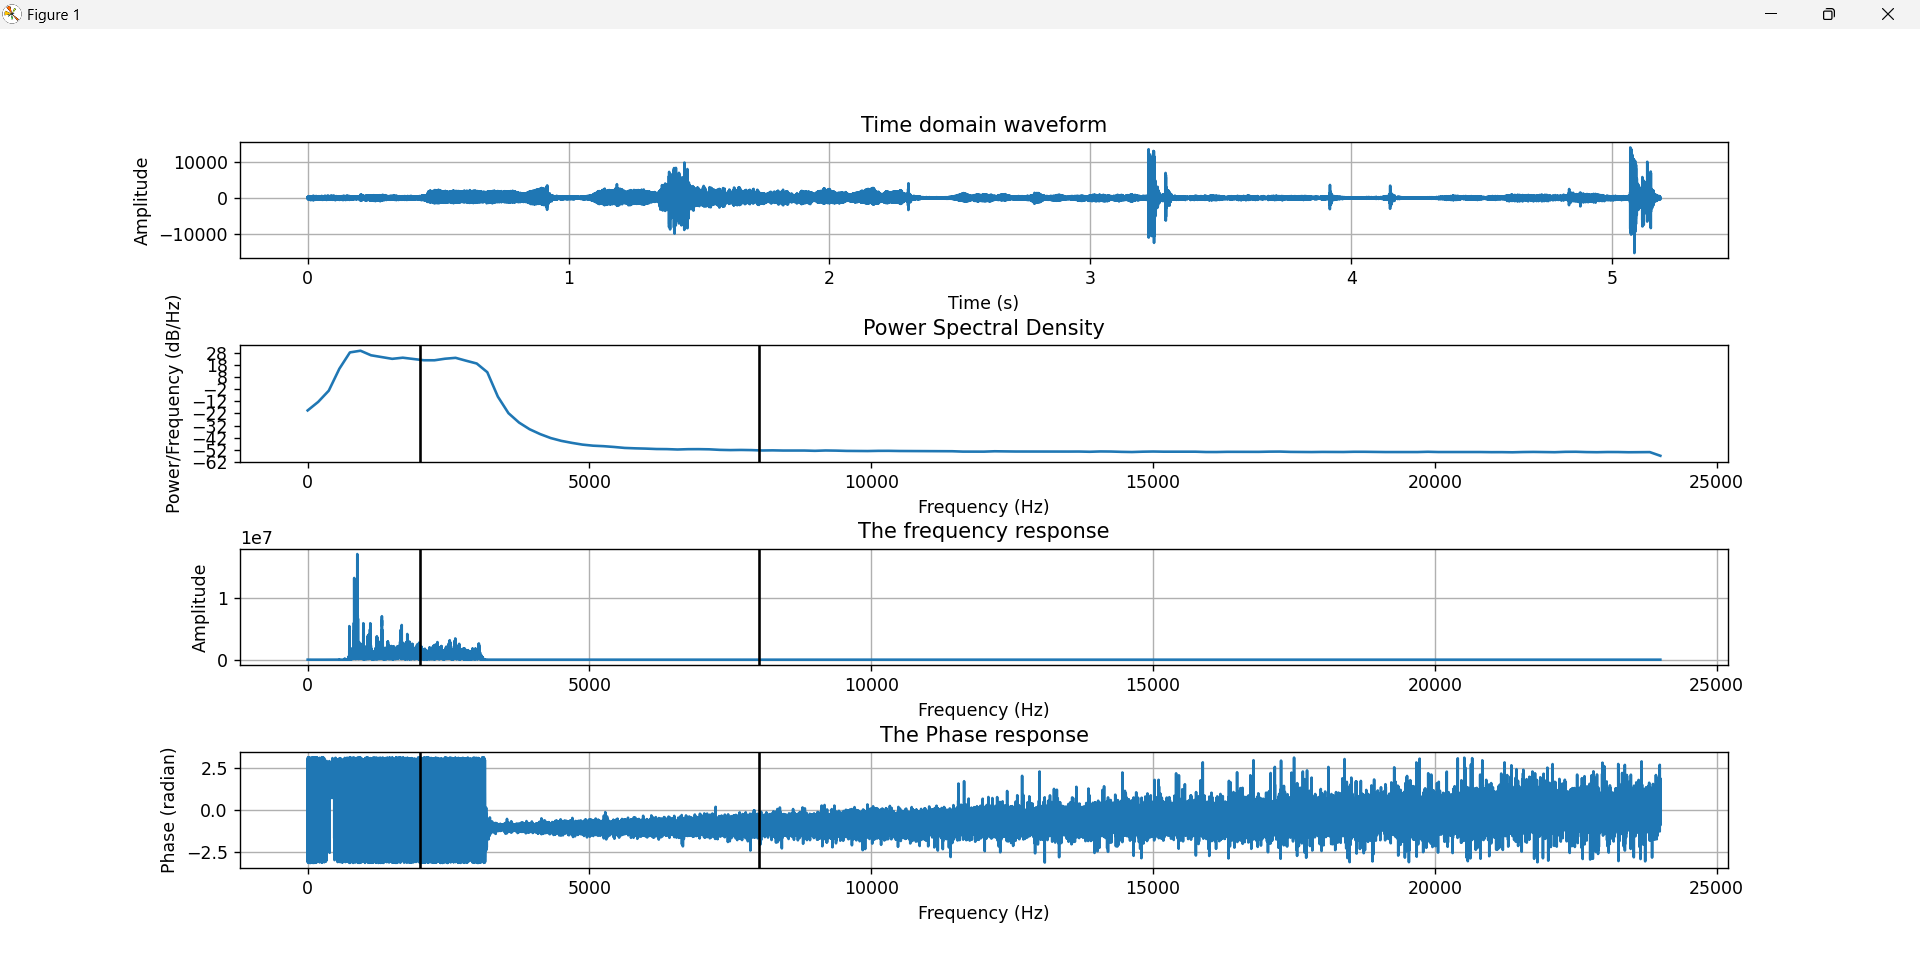 Figure 1
Time domain waveform
Amplitude
10000
0
−10000
0 1 2 3 4 5
Time (s)
Power Spectral Density
Power/Frequency (dB/Hz)
28
18
8
−2
−12
−22
−32
−42
−52
−62
0 5000 10000 15000 20000 25000
Frequency (Hz)
The frequency response
1e7
Amplitude
1
0
0 5000 10000 15000 20000 25000
Frequency (Hz)
The Phase response
Phase (radian)
2.5
0.0
−2.5
0 5000 10000 15000 20000 25000
Frequency (Hz)